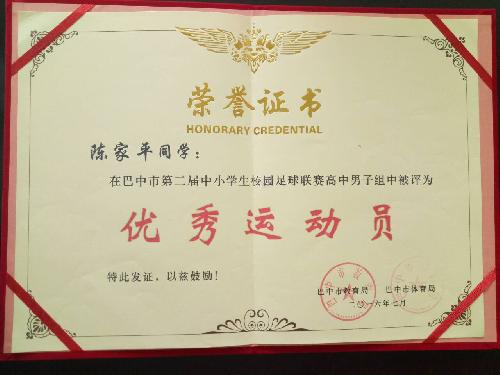 荣誉证书
HONORARY CREDENTIAL
陈家平同学：
在巴中市第二届中小学生校园足球联赛高中男子组中被评为
优秀运动员
特此发证，以兹鼓励！
巴中市教育局 巴中市体育局
二〇一六年七月